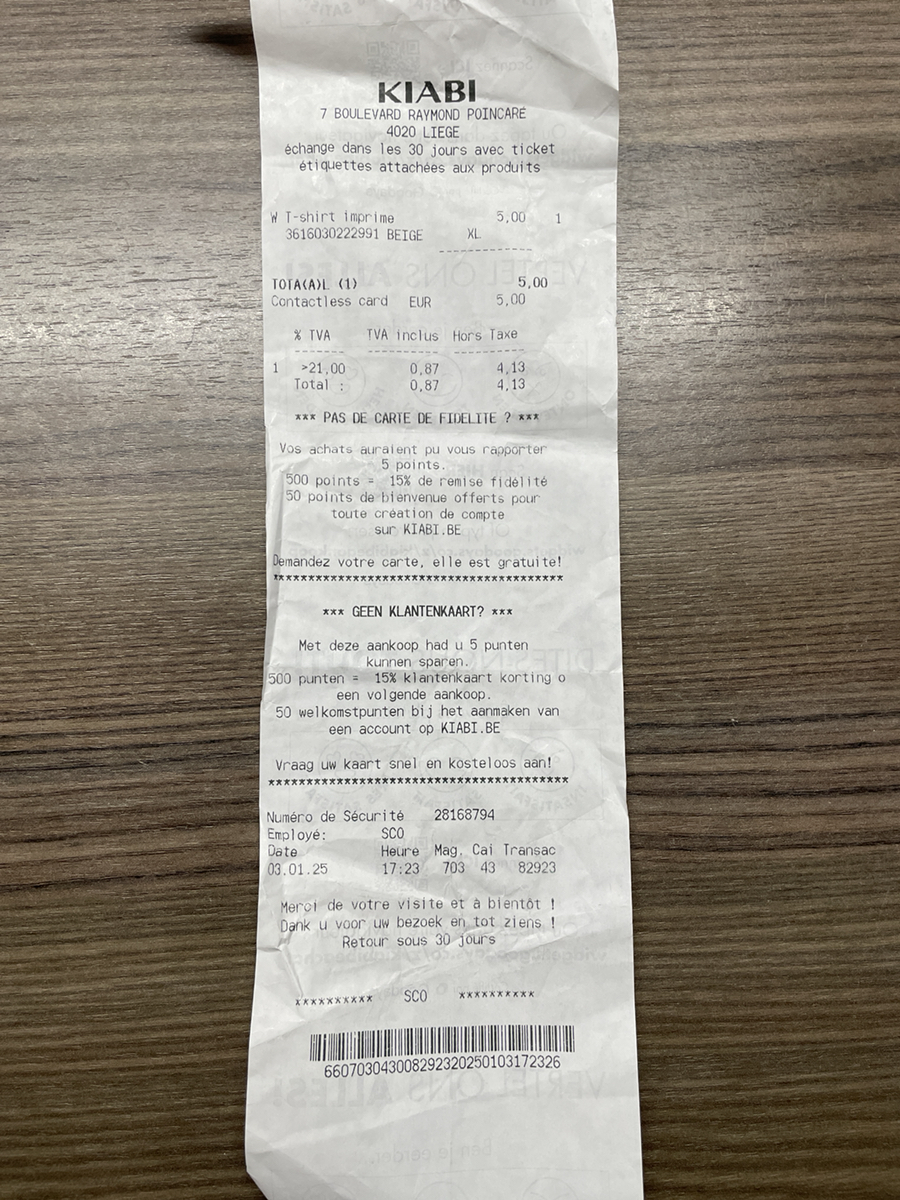 KIABI
7 BOULEVARD RAYMOND POINCARE
4020 LIEGE
échange dans les 30 jours avec ticket
étiquettes attachées aux produits
W T-shirt imprime 5,00 1
3616030222991 BEIGE XL
--------------
TOTA(A)L (1) 5,00
Contactless card EUR 5,00
% TVA TVA inclus Hors Taxe
------- ---------- ----------
1 >21,00 0,87 4,13
Total : 0,87 4,13
*** PAS DE CARTE DE FIDELITE ? ***
Vos achats auraient pu vous rapporter
5 points.
500 points = 15% de remise fidélité
50 points de bienvenue offerts pour
toute création de compte
sur KIABI.BE
Demandez votre carte, elle est gratuite!
****************************************
*** GEEN KLANTENKAART? ***
Met deze aankoop had u 5 punten
kunnen sparen.
500 punten = 15% klantenkaart korting o
een volgende aankoop.
50 welkomstpunten bij het aanmaken van
een account op KIABI.BE
Vraag uw kaart snel en kosteloos aan!
****************************************
Numéro de Sécurité 28168794
Employé: SCO
Date Heure Mag. Cai Transac
03.01.25 17:23 703 43 82923
Merci de votre visite et à bientôt !
Dank u voor uw bezoek en tot ziens !
Retour sous 30 jours
********** SCO **********
66070304300829232025010317​2326